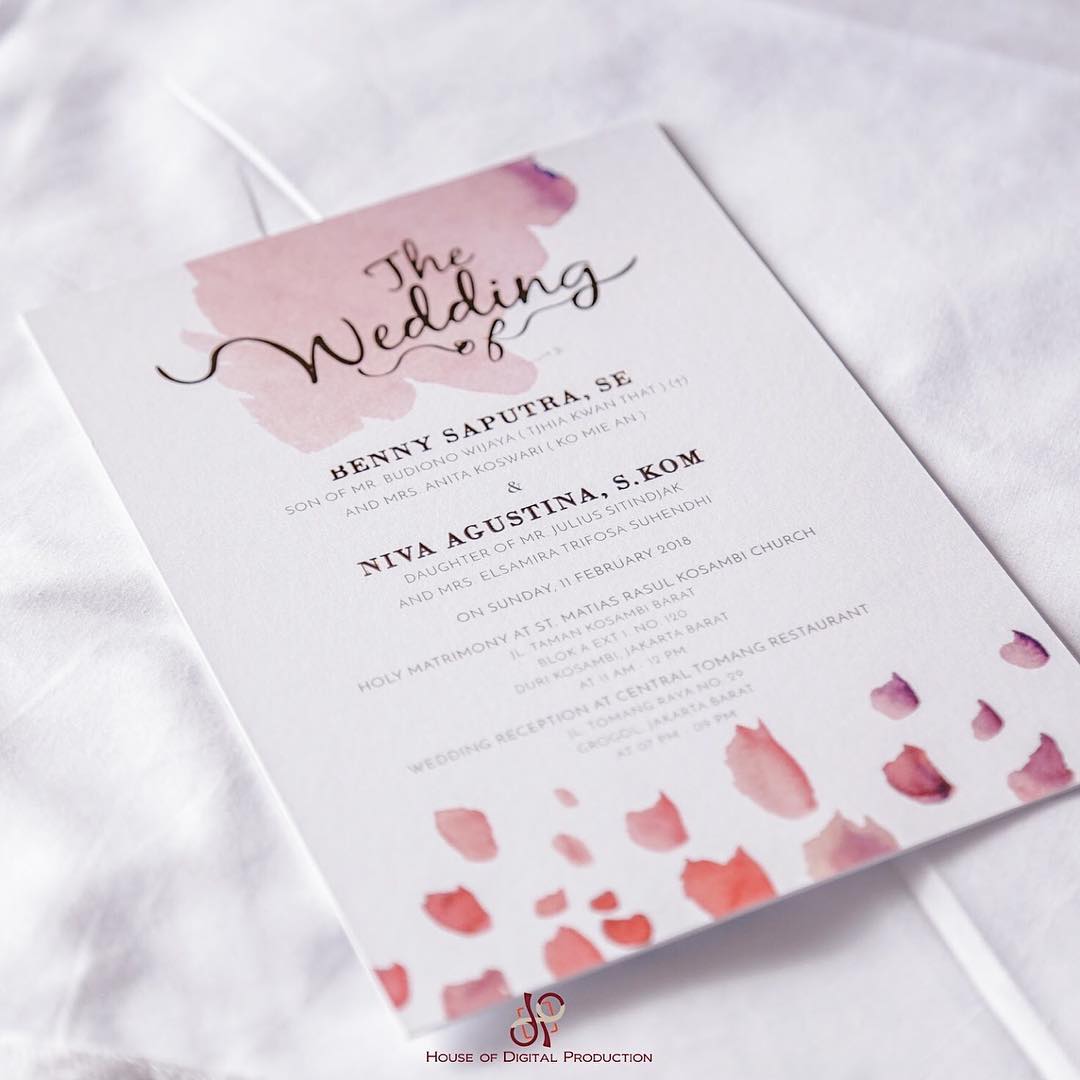 The
Wedding
of
BENNY SAPUTRA, SE
SON OF MR. BUDIONO WIJAYA ( TJHIA KWAN THAT ) (†)
AND MRS. ANITA KOSWARI ( KO MIE AN )
&
NIVA AGUSTINA, S.KOM
DAUGHTER OF MR. JULIUS SITINDJAK
AND MRS. ELSAMIRA TRIFOSA SUHENDHI
ON SUNDAY, 11 FEBRUARY 2018
HOLY MATRIMONY AT ST. MATIAS RASUL KOSAMBI CHURCH
JL. TAMAN KOSAMBI BARAT
BLOK A EXT 1. NO. 120
DURI KOSAMBI, JAKARTA BARAT
AT 11 AM - 12 PM
WEDDING RECEPTION AT CENTRAL TOMANG RESTAURANT
JL. TOMANG RAYA NO. 29
GROGOL, JAKARTA BARAT
AT 07 PM - 09 PM
HOUSE OF DIGITAL PRODUCTION